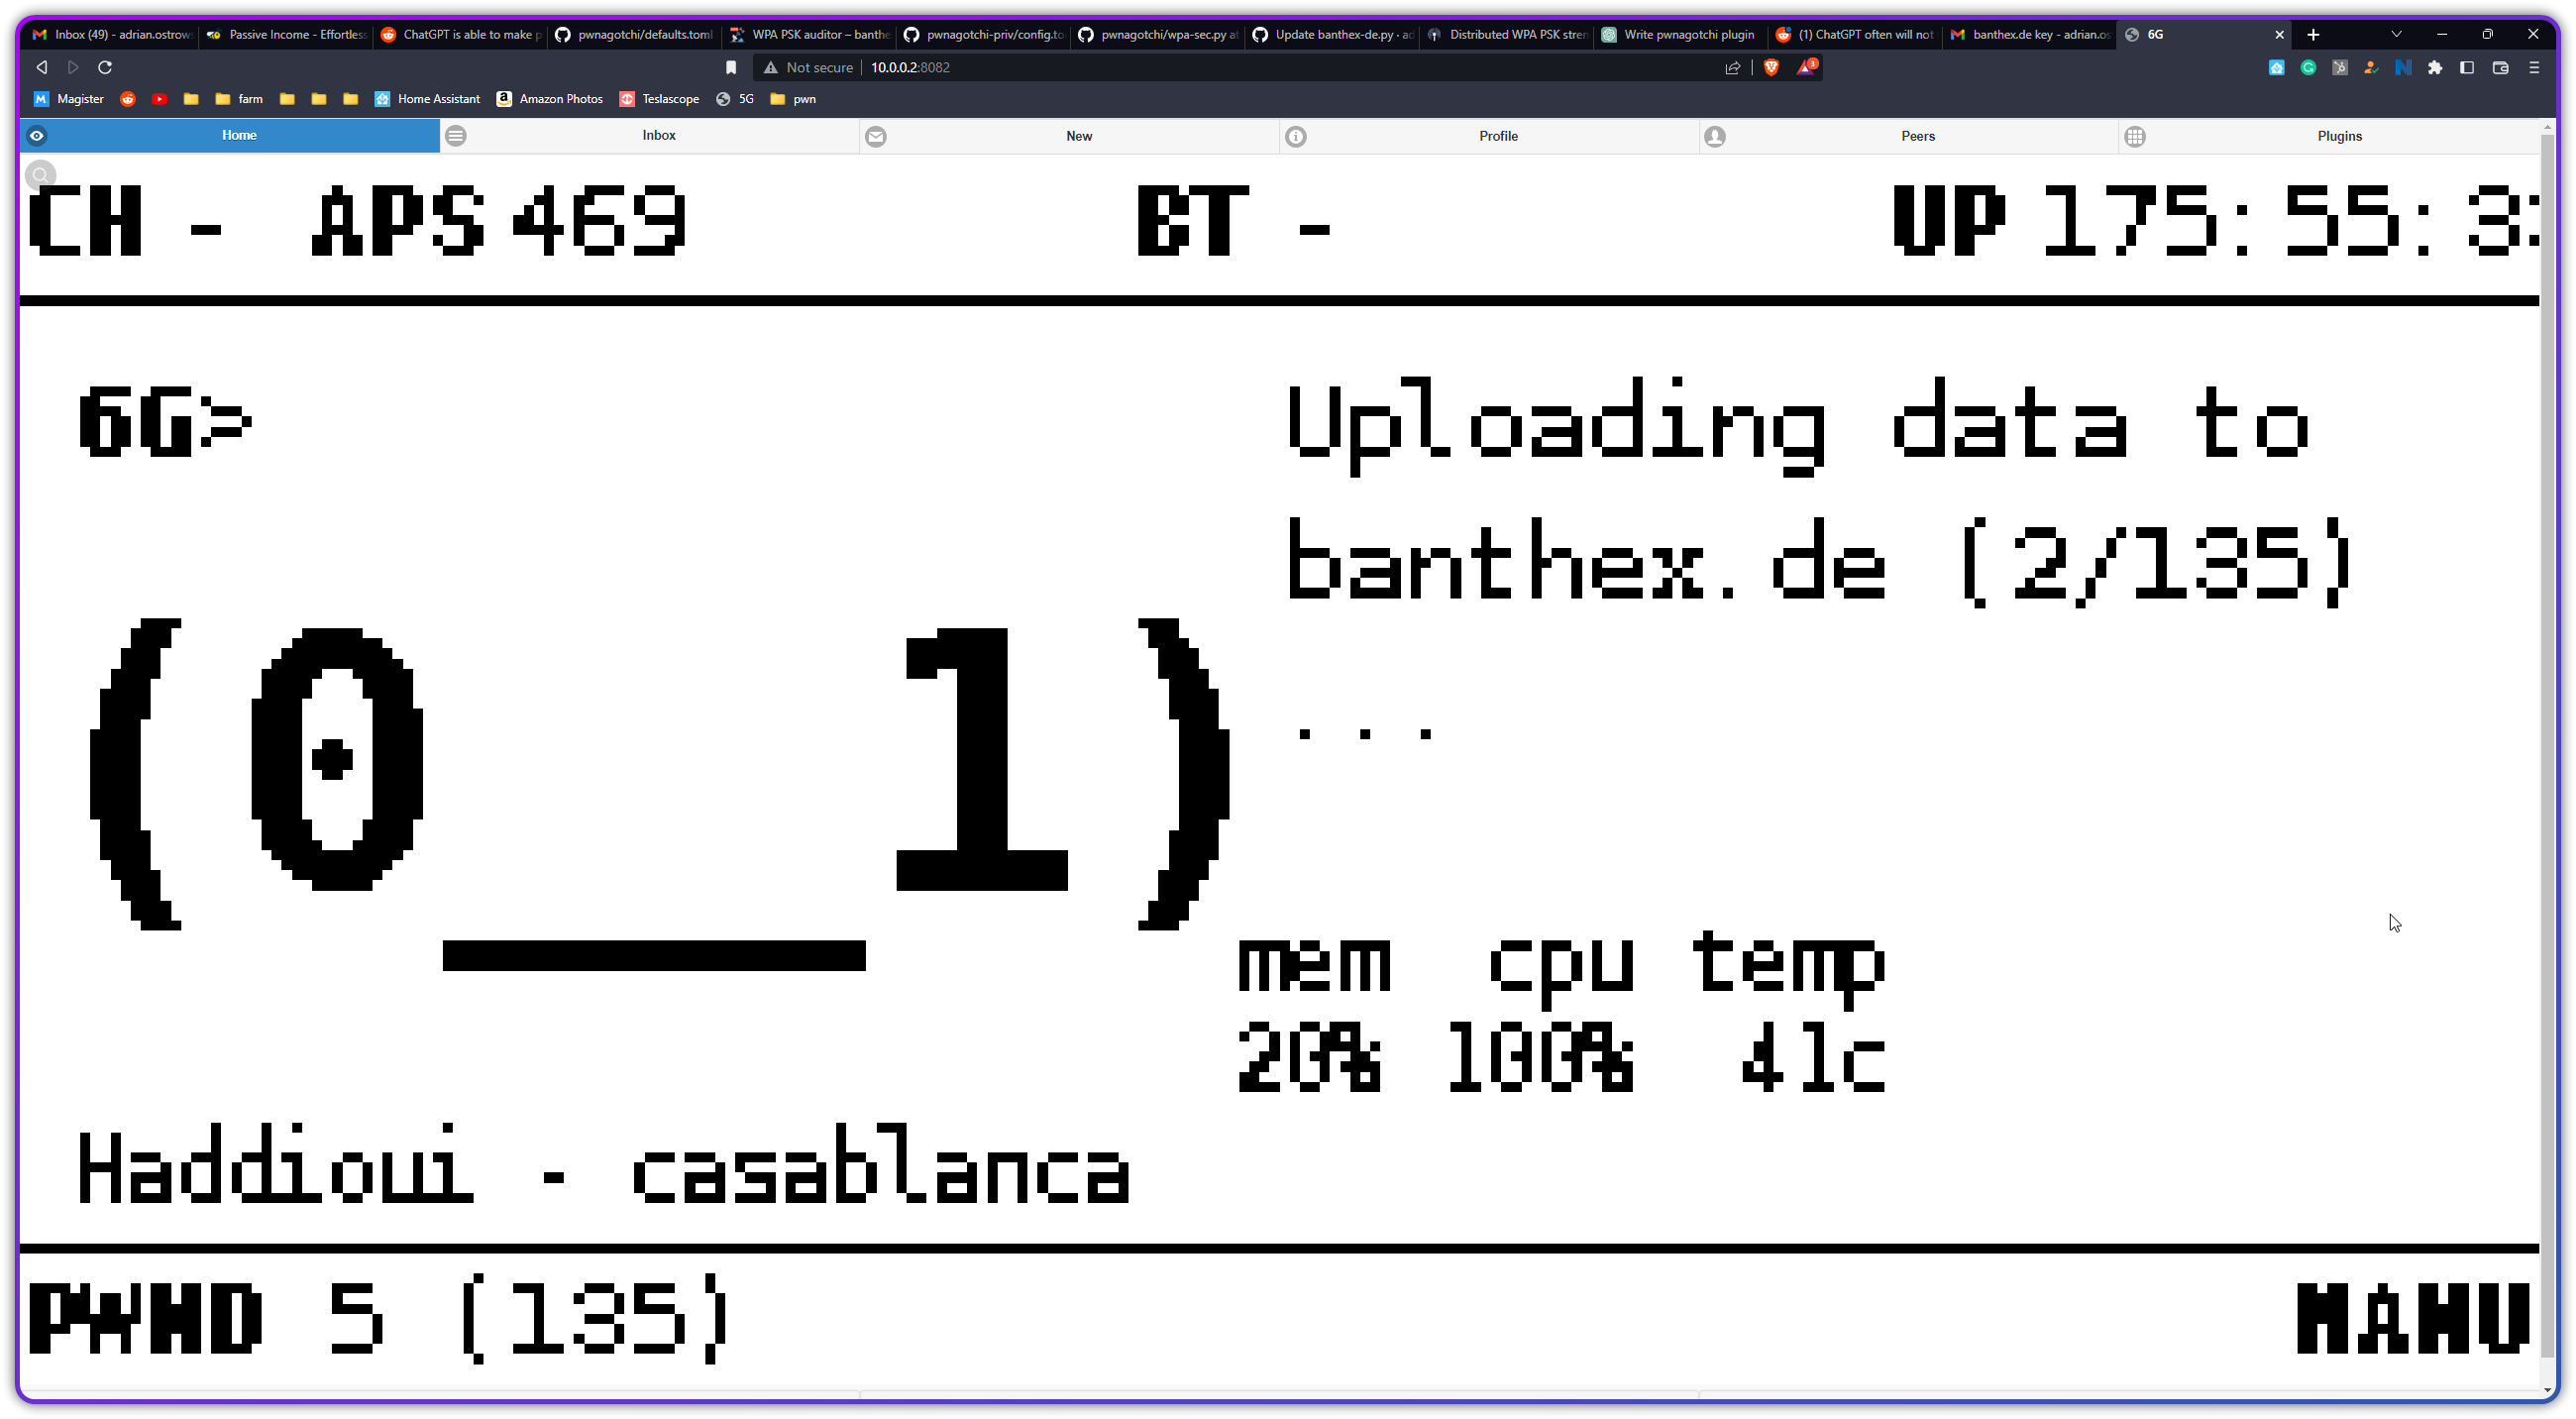 Inbox (49) - adrian.ostrow
Passive Income - Effortless
ChatGPT is able to make p
pwnagotchi/defaults.toml
WPA PSK auditor – banthe
pwnagotchi-priv/config.to
pwnagotchi/wpa-sec.py at
Update banthex-de.py · ad
Distributed WPA PSK stren
Write pwnagotchi plugin
(1) ChatGPT often will not
banthex.de key - adrian.os
6G
Not secure 10.0.0.2:8082
Magister farm Home Assistant Amazon Photos Teslascope 5G pwn
Home Inbox New Profile Peers Plugins
CH - APS 469 BT - UP 175:55:3
6G>
Uploading data to
banthex.de (2/135)
...
(0__1)
mem cpu temp
20% 100% 41c
Haddioui - casablanca
PWND 5 (135) MANU